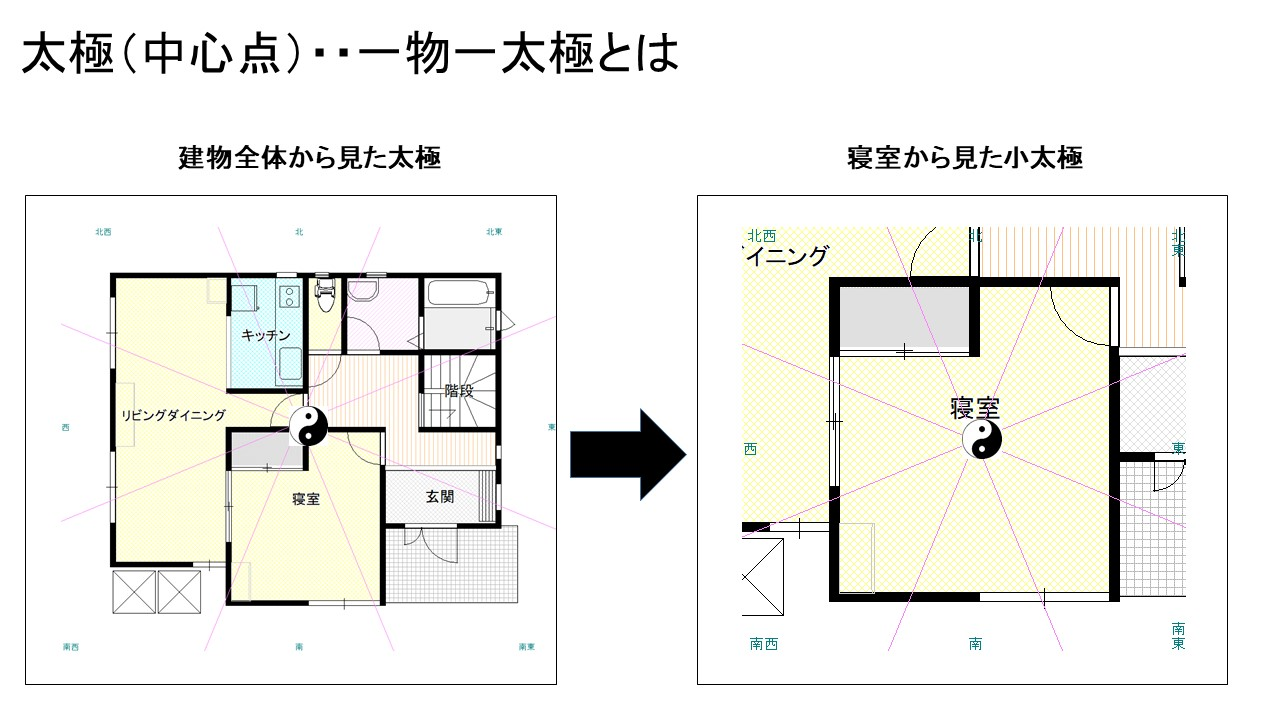 太極（中心点）・・一物一太極とは
建物全体から見た太極
北西
北
北東
キッチン
階段
リビングダイニング
西
東
寝室
玄関
南西
南
南東
寝室から見た小太極
北西
北
北東
イニング
寝室
西
東
南西
南
南東